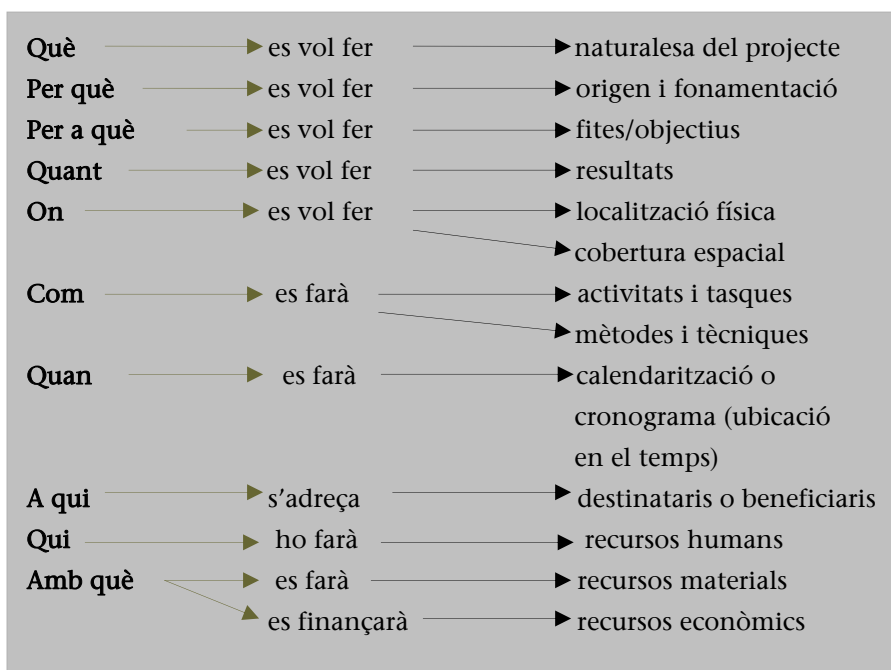 Què es vol fer naturalesa del projecte
Per què es vol fer origen i fonamentació
Per a què es vol fer fites/objectius
Quant es vol fer resultats
On es vol fer localització física
cobertura espacial
Com es farà activitats i tasques
mètodes i tècniques
Quan es farà calendarització o
cronograma (ubicació
en el temps)
A qui s’adreça destinataris o beneficiaris
Qui ho farà recursos humans
Amb què es farà recursos materials
es finançarà recursos econòmics